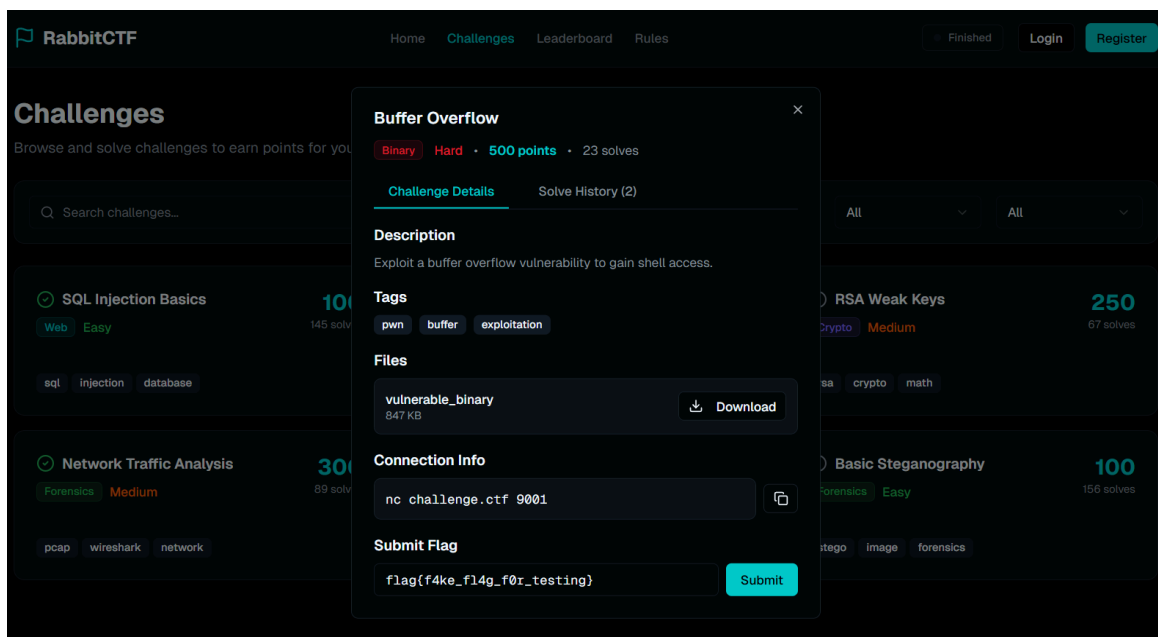 RabbitCTF
Home Challenges Leaderboard Rules
Finished Login Register
Challenges
Browse and solve challenges to earn points for you
Search challenges...
All All
SQL Injection Basics
Web Easy
145 solv
sql injection database
Network Traffic Analysis
Forensics Medium
89 solv
pcap wireshark network
Buffer Overflow
Binary Hard • 500 points • 23 solves
Challenge Details Solve History (2)
Description
Exploit a buffer overflow vulnerability to gain shell access.
Tags
pwn buffer exploitation
Files
vulnerable_binary
847 KB
Download
Connection Info
nc challenge.ctf 9001
Submit Flag
flag{f4ke_fl4g_f0r_testing}
Submit
RSA Weak Keys 250
Crypto Medium 67 solves
crypto math
Basic Steganography 100
Forensics Easy 156 solves
image forensics